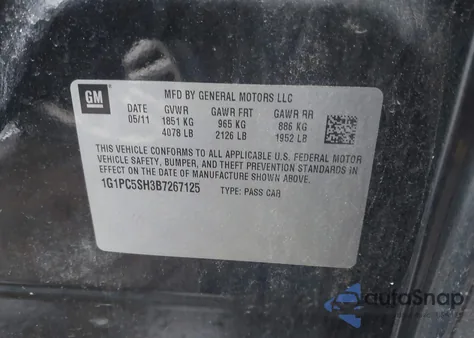 GM
MFD BY GENERAL MOTORS LLC
DATE GVWR GAWR FRT GAWR RR
05/11 1851 KG 965 KG 886 KG
4078 LB 2126 LB 1952 LB
THIS VEHICLE CONFORMS TO ALL APPLICABLE U.S. FEDERAL MOTOR
VEHICLE SAFETY, BUMPER, AND THEFT PREVENTION STANDARDS IN
EFFECT ON THE DATE OF MANUFACTURE SHOWN ABOVE.
1G1PC5SH3B7267125 TYPE: PASS CAR
autoSnap